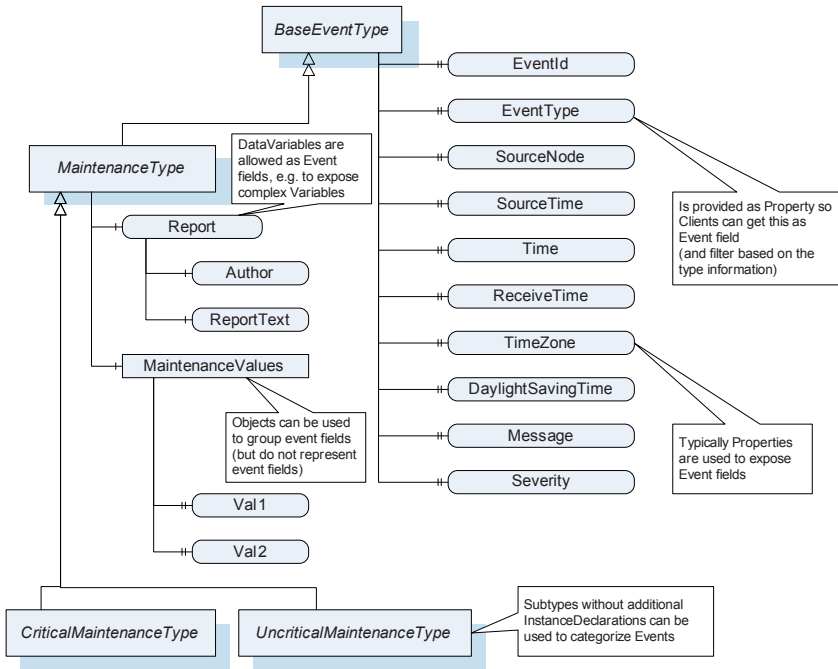 BaseEventType
EventId
EventType
SourceNode
SourceTime
Time
ReceiveTime
TimeZone
DaylightSavingTime
Message
Severity
Is provided as Property so
Clients can get this as
Event field
(and filter based on the
type information)
Typically Properties
are used to expose
Event fields
MaintenanceType
DataVariables are
allowed as Event
fields, e.g. to expose
complex Variables
Report
Author
ReportText
MaintenanceValues
Objects can be used
to group event fields
(but do not represent
event fields)
Val1
Val2
CriticalMaintenanceType
UncriticalMaintenanceType
Subtypes without additional
InstanceDeclarations can be
used to categorize Events